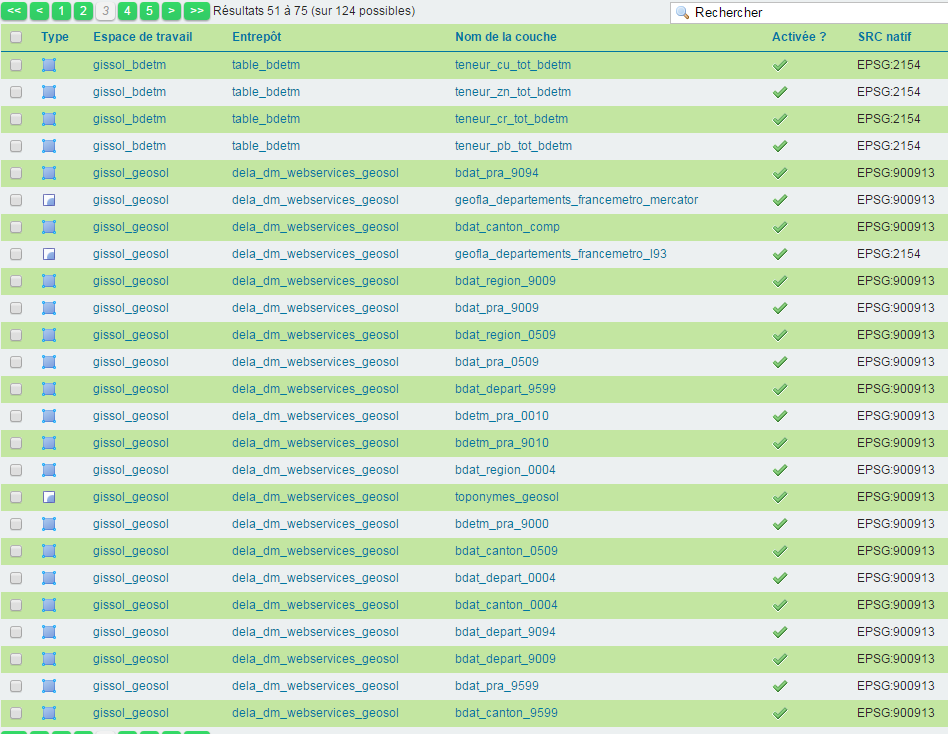 << < 1 2 3 4 5 > >> Résultats 51 à 75 (sur 124 possibles) Rechercher
Type Espace de travail Entrepôt Nom de la couche Activée ? SRC natif
gissol_bdetm table_bdetm teneur_cu_tot_bdetm EPSG:2154
gissol_bdetm table_bdetm teneur_zn_tot_bdetm EPSG:2154
gissol_bdetm table_bdetm teneur_cr_tot_bdetm EPSG:2154
gissol_bdetm table_bdetm teneur_pb_tot_bdetm EPSG:2154
gissol_geosol dela_dm_webservices_geosol bdat_pra_9094 EPSG:900913
gissol_geosol dela_dm_webservices_geosol geofla_departements_francemetro_mercator EPSG:900913
gissol_geosol dela_dm_webservices_geosol bdat_canton_comp EPSG:900913
gissol_geosol dela_dm_webservices_geosol geofla_departements_francemetro_l93 EPSG:2154
gissol_geosol dela_dm_webservices_geosol bdat_region_9009 EPSG:900913
gissol_geosol dela_dm_webservices_geosol bdat_pra_9009 EPSG:900913
gissol_geosol dela_dm_webservices_geosol bdat_region_0509 EPSG:900913
gissol_geosol dela_dm_webservices_geosol bdat_pra_0509 EPSG:900913
gissol_geosol dela_dm_webservices_geosol bdat_depart_9599 EPSG:900913
gissol_geosol dela_dm_webservices_geosol bdetm_pra_0010 EPSG:900913
gissol_geosol dela_dm_webservices_geosol bdetm_pra_9010 EPSG:900913
gissol_geosol dela_dm_webservices_geosol bdat_region_0004 EPSG:900913
gissol_geosol dela_dm_webservices_geosol toponymes_geosol EPSG:900913
gissol_geosol dela_dm_webservices_geosol bdetm_pra_9000 EPSG:900913
gissol_geosol dela_dm_webservices_geosol bdat_canton_0509 EPSG:900913
gissol_geosol dela_dm_webservices_geosol bdat_depart_0004 EPSG:900913
gissol_geosol dela_dm_webservices_geosol bdat_canton_0004 EPSG:900913
gissol_geosol dela_dm_webservices_geosol bdat_depart_9094 EPSG:900913
gissol_geosol dela_dm_webservices_geosol bdat_depart_9009 EPSG:900913
gissol_geosol dela_dm_webservices_geosol bdat_pra_9599 EPSG:900913
gissol_geosol dela_dm_webservices_geosol bdat_canton_9599 EPSG:900913